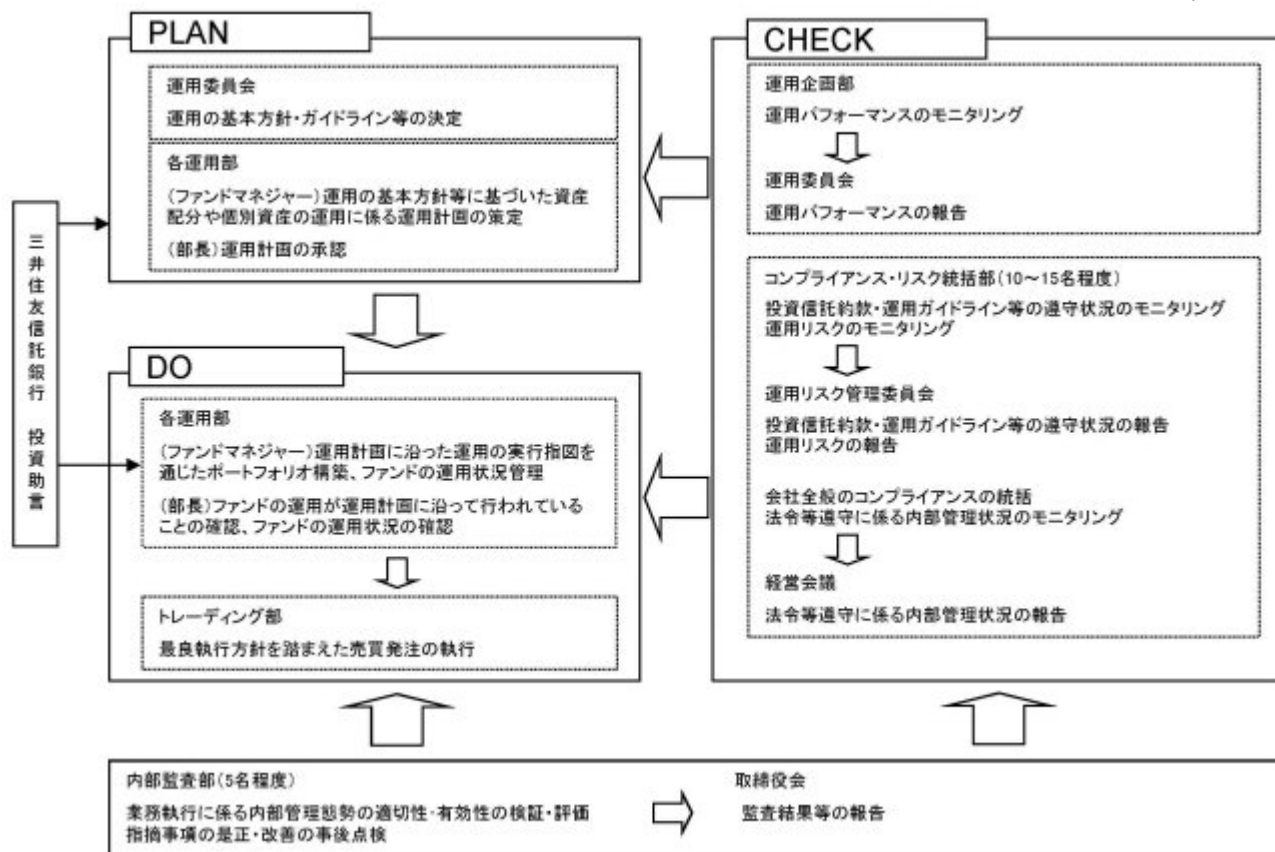 PLAN
運用委員会
運用の基本方針・ガイドライン等の決定
各運用部
(ファンドマネジャー)運用の基本方針等に基づいた資産
配分や個別資産の運用に係る運用計画の策定
(部長)運用計画の承認
三井住友信託銀行 投資助言
DO
各運用部
(ファンドマネジャー)運用計画に沿った運用の実行指図を
通じたポートフォリオ構築、ファンドの運用状況管理
(部長)ファンドの運用が運用計画に沿って行われている
ことの確認、ファンドの運用状況の確認
トレーディング部
最良執行方針を踏まえた売買発注の執行
CHECK
運用企画部
運用パフォーマンスのモニタリング
運用委員会
運用パフォーマンスの報告
コンプライアンス・リスク統括部(10～15名程度)
投資信託約款・運用ガイドライン等の遵守状況のモニタリング
運用リスクのモニタリング
運用リスク管理委員会
投資信託約款・運用ガイドライン等の遵守状況の報告
運用リスクの報告
会社全般のコンプライアンスの統括
法令等遵守に係る内部管理状況のモニタリング
経営会議
法令等遵守に係る内部管理状況の報告
内部監査部(5名程度)
業務執行に係る内部管理態勢の適切性・有効性の検証・評価
指摘事項の是正・改善の事後点検
取締役会
監査結果等の報告